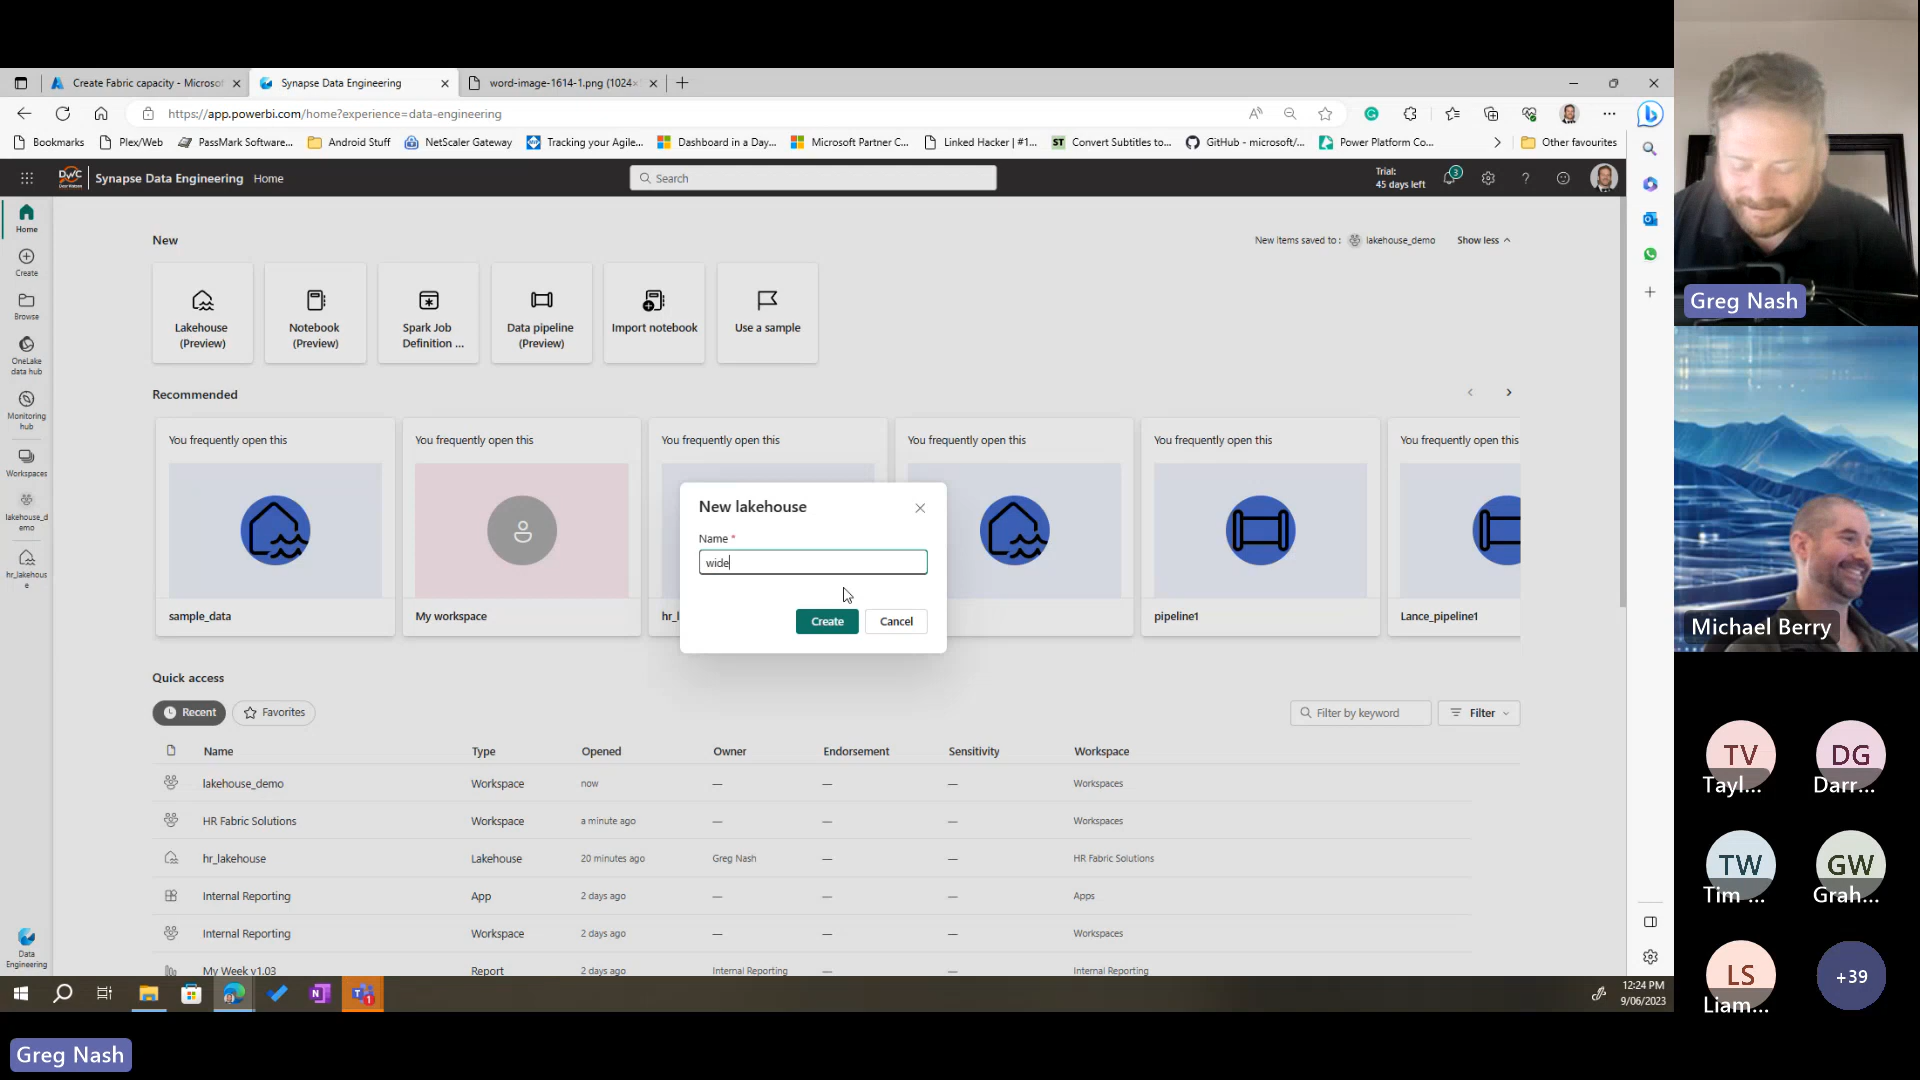 Create Fabric capacity - Microsof
Synapse Data Engineering
word-image-1614-1.png (1024×
https://app.powerbi.com/home?experience=data-engineering
Bookmarks
Plex/Web
PassMark Software...
Android Stuff
NetScaler Gateway
Tracking your Agile...
Dashboard in a Day...
Microsoft Partner C...
Linked Hacker | #1...
ST Convert Subtitles to...
GitHub - microsoft/...
Power Platform Co...
Other favourites
DWC
Synapse Data Engineering Home
Search
Trial:
45 days left
3
Home
Create
Browse
OneLake
data hub
Monitoring
hub
Workspaces
lakehouse_d
emo
hr_lakehous
e
Data
Engineering
New
New items saved to : lakehouse_demo
Show less
Lakehouse
(Preview)
Notebook
(Preview)
Spark Job
Definition ...
Data pipeline
(Preview)
Import notebook
Use a sample
Recommended
You frequently open this
sample_data
You frequently open this
My workspace
You frequently open this
hr_l
You frequently open this
You frequently open this
pipeline1
You frequently open this
Lance_pipeline1
New lakehouse
Name *
wide
Create
Cancel
Quick access
Recent
Favorites
Filter by keyword
Filter
Name Type Opened Owner Endorsement Sensitivity Workspace
lakehouse_demo Workspace now — — — Workspaces
HR Fabric Solutions Workspace a minute ago — — — Workspaces
hr_lakehouse Lakehouse 20 minutes ago Greg Nash — — HR Fabric Solutions
Internal Reporting App 2 days ago — — — Apps
Internal Reporting Workspace 2 days ago — — — Workspaces
My Week v1.03 Report 2 days ago Internal Reporting — — Internal Reporting
12:24 PM
9/06/2023
Greg Nash
Michael Berry
TV
Tayl...
DG
Darr...
TW
Tim ...
GW
Grah...
LS
Liam...
+39
Greg Nash